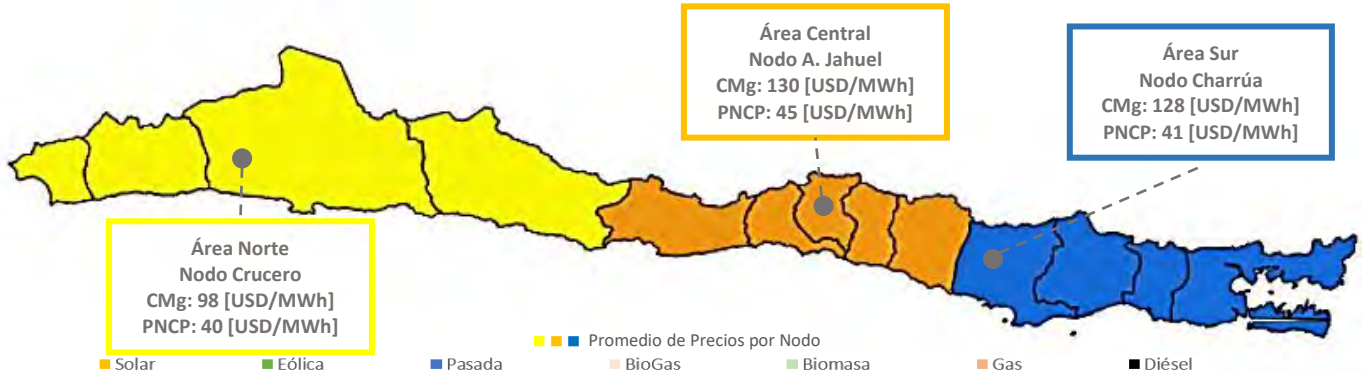 Área Central
Nodo A. Jahuel
CMg: 130 [USD/MWh]
PNCP: 45 [USD/MWh]
Área Sur
Nodo Charrúa
CMg: 128 [USD/MWh]
PNCP: 41 [USD/MWh]
Área Norte
Nodo Crucero
CMg: 98 [USD/MWh]
PNCP: 40 [USD/MWh]
Promedio de Precios por Nodo
Solar Eólica Pasada BioGas Biomasa Gas Diésel